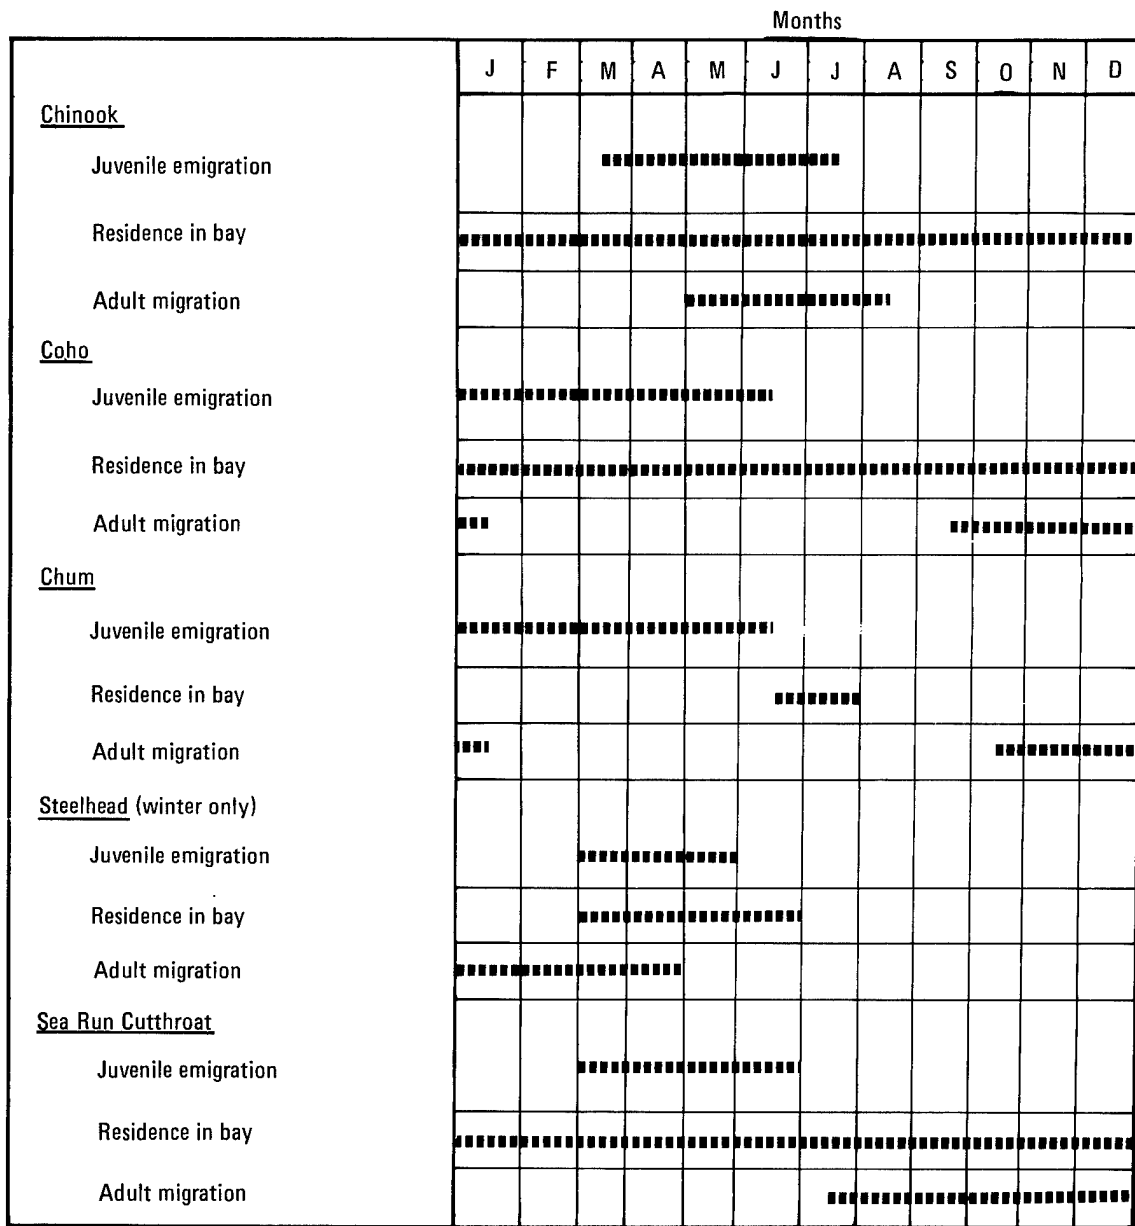 Months
J F M A M J J A S O N D
Chinook
Juvenile emigration
Residence in bay
Adult migration
Coho
Juvenile emigration
Residence in bay
Adult migration
Chum
Juvenile emigration
Residence in bay
Adult migration
Steelhead (winter only)
Juvenile emigration
Residence in bay
Adult migration
Sea Run Cutthroat
Juvenile emigration
Residence in bay
Adult migration